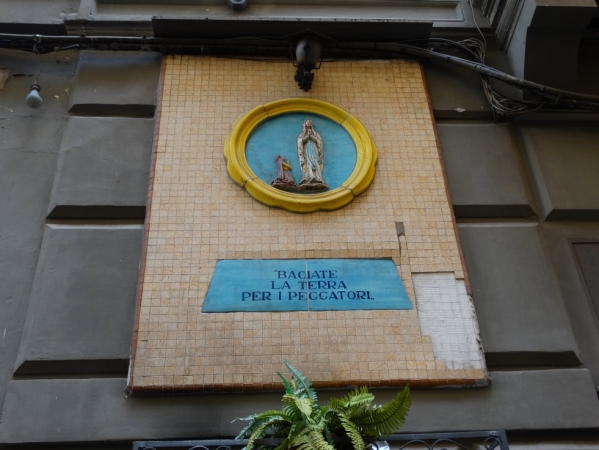 BACIATE
LA TERRA
PER I PECCATORI.